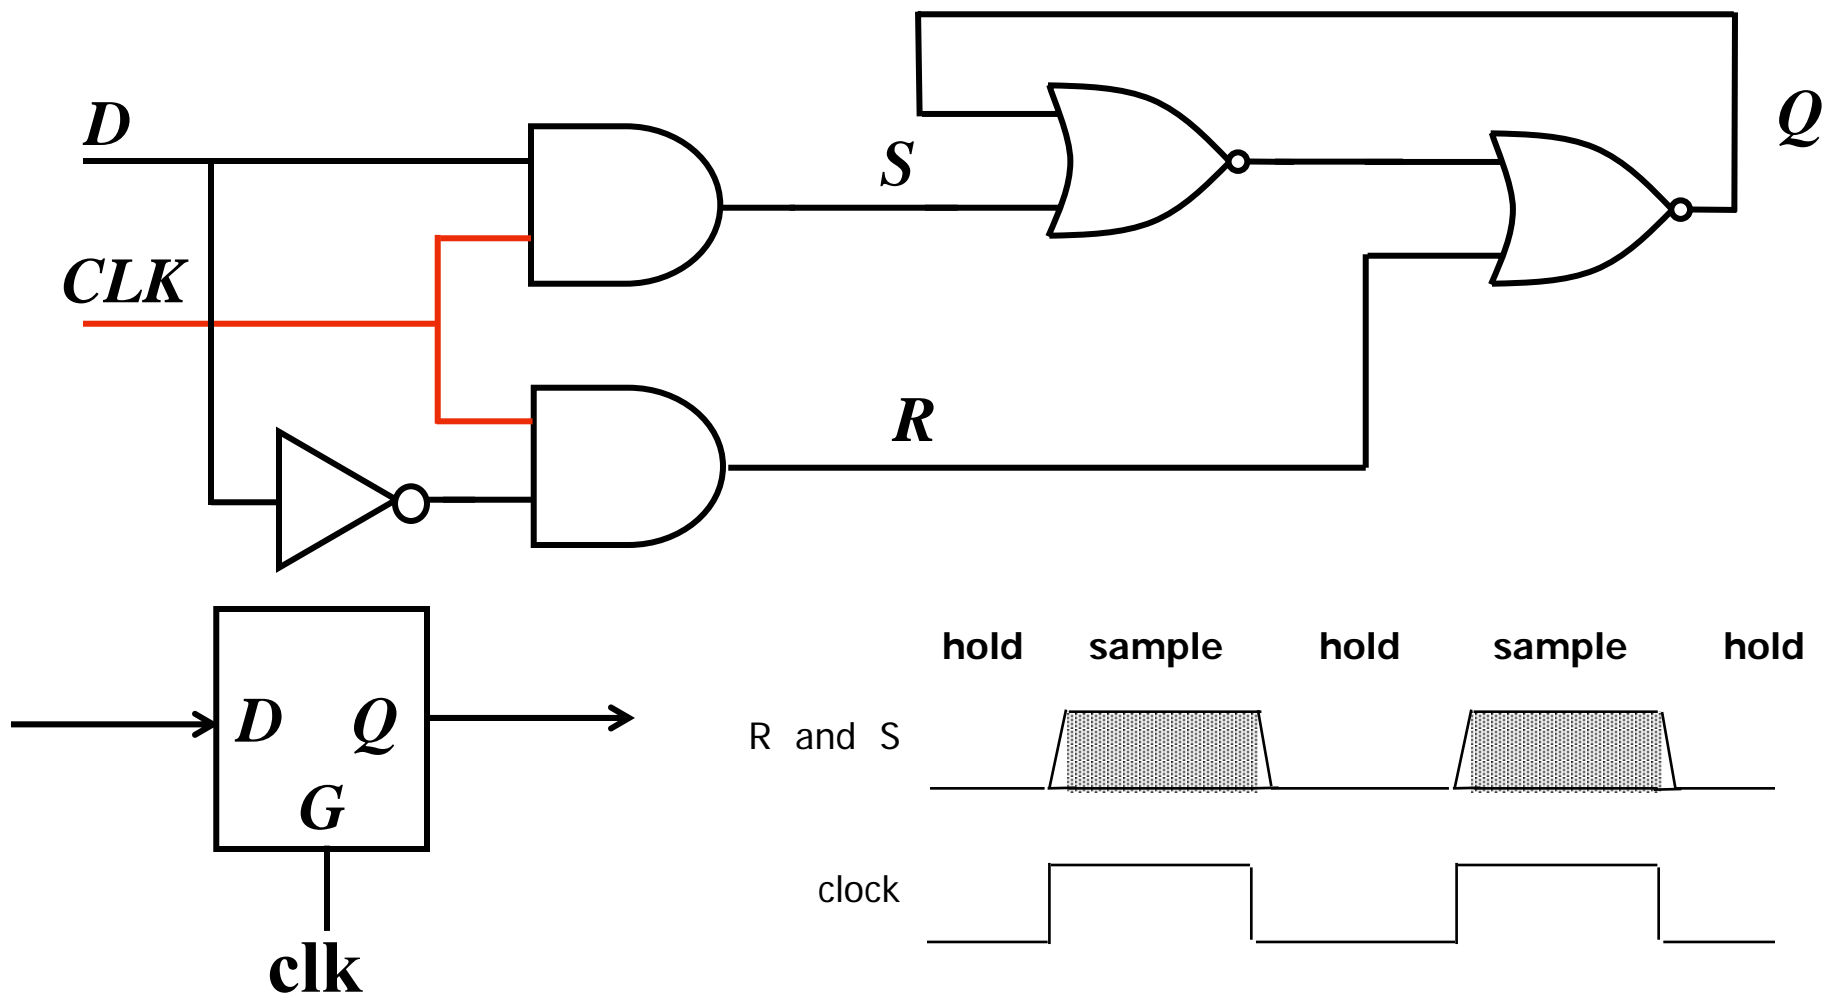 D
Q
S
CLK
R
hold sample hold sample hold
D Q
R and S
G
clock
clk